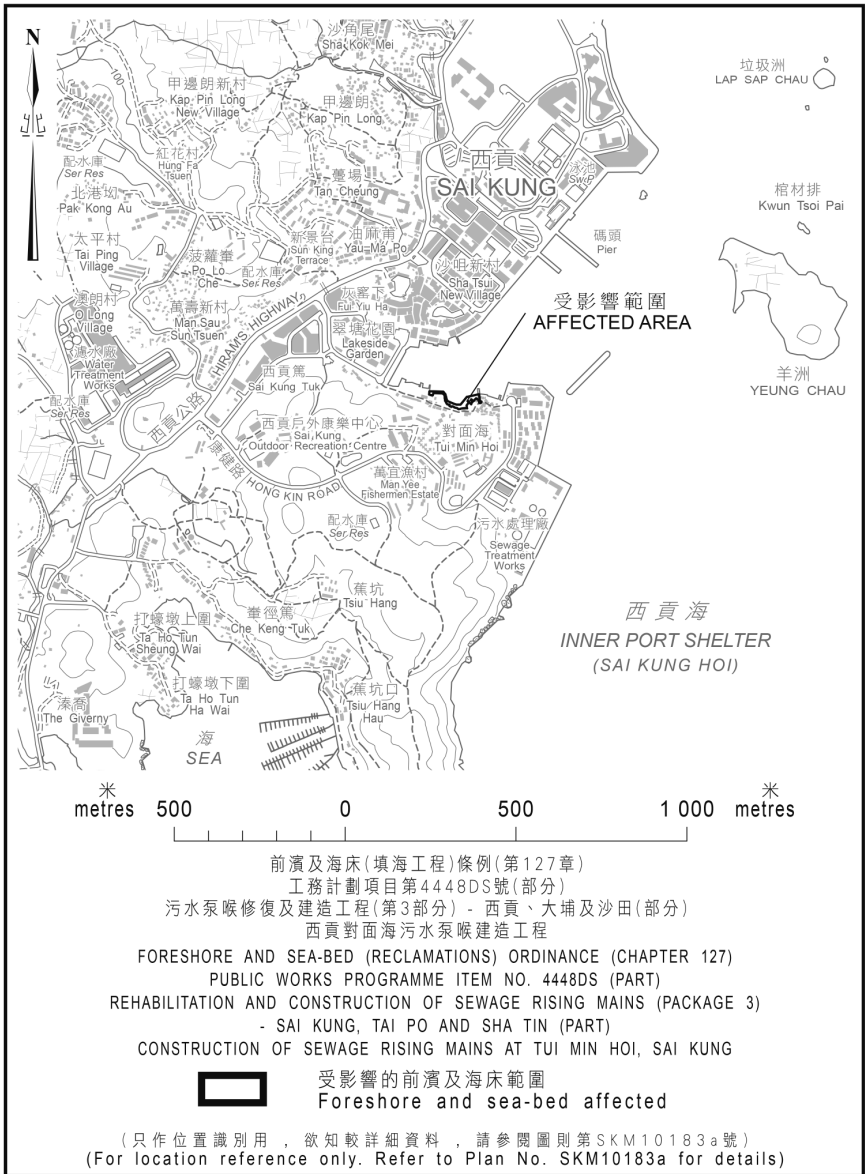 N
沙角尾
Sha Kok Mei
垃圾洲
LAP SAP CHAU
100
甲邊朗新村
Kap Pin Long
New Village
甲邊朗
Kap Pin Long
配水庫
Ser Res
紅花村
Hung Fa
Tsuen
躉場
Tan Cheung
西貢
SAI KUNG
泳池
Sw P
棺材排
Kwun Tsoi Pai
北港坳
Pak Kong Au
碼頭
Pier
太平村
Tai Ping
Village
菠蘿輋
Po Lo
Che
配水庫
Ser Res
新景台
Sun King
Terrace
油麻莆
Yau Ma Po
沙咀新村
Sha Tsui
New Village
澳朗村
O Long
Village
萬壽新村
Man Sau
Sun Tsuen
HIRAM'S HIGHWAY
灰窰下
Fui Yiu Ha
受影響範圍
AFFECTED AREA
濾水廠
Water
Treatment
Works
翠塘花園
Lakeside
Garden
西貢篤
Sai Kung Tuk
羊洲
YEUNG CHAU
配水庫
Ser Res
西貢公路
西貢戶外康樂中心
Sai Kung
Outdoor Recreation Centre
對面海
Tui Min Hoi
康健路
HONG KIN ROAD
萬宜漁村
Man Yee
Fishermen Estate
配水庫
Ser Res
污水處理廠
Sewage
Treatment
Works
蕉坑
Tsiu Hang
西貢海
INNER PORT SHELTER
(SAI KUNG HOI)
打蠔墩上圍
Ta Ho Tun
Sheung Wai
輋徑篤
Che Keng Tuk
打蠔墩下圍
Ta Ho Tun
Ha Wai
蕉坑口
Tsiu Hang
Hau
溱喬
The Giverny
海
SEA
米 米
metres 500 0 500 1 000 metres
前濱及海床(填海工程)條例(第127章)
工務計劃項目第4448DS號(部分)
污水泵喉修復及建造工程(第3部分) - 西貢、大埔及沙田(部分)
西貢對面海污水泵喉建造工程
FORESHORE AND SEA-BED (RECLAMATIONS) ORDINANCE (CHAPTER 127)
PUBLIC WORKS PROGRAMME ITEM NO. 4448DS (PART)
REHABILITATION AND CONSTRUCTION OF SEWAGE RISING MAINS (PACKAGE 3)
- SAI KUNG, TAI PO AND SHA TIN (PART)
CONSTRUCTION OF SEWAGE RISING MAINS AT TUI MIN HOI, SAI KUNG
受影響的前濱及海床範圍
Foreshore and sea-bed affected
(只作位置識別用 , 欲知較詳細資料 , 請參閱圖則第SKM10183a號)
(For location reference only. Refer to Plan No. SKM10183a for details)